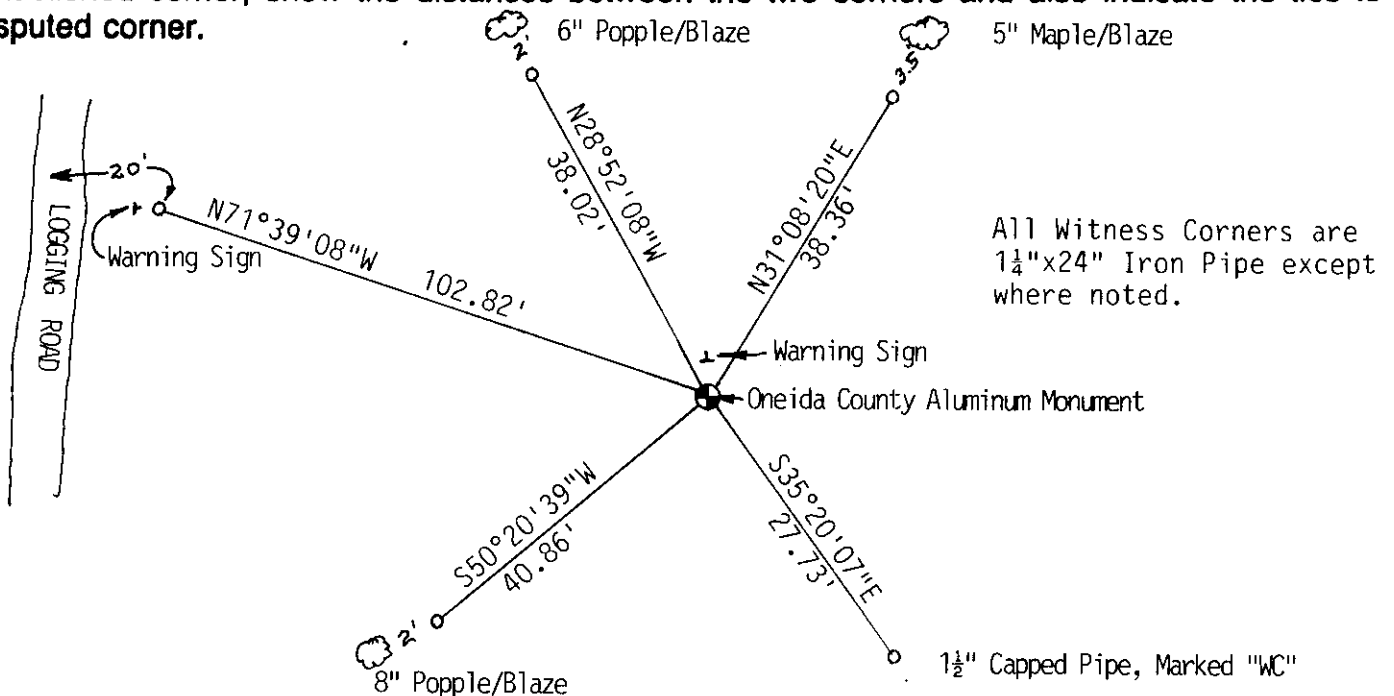 sputed corner.
6" Popple/Blaze
5" Maple/Blaze
2'
3.5'
20'
N28°52'08"W
38.02'
N31°08'20"E
38.36'
LOGGING ROAD
Warning Sign
N71°39'08"W 102.82'
All Witness Corners are
1¼"x24" Iron Pipe except
where noted.
Warning Sign
Oneida County Aluminum Monument
S50°20'39"W
40.86'
S35°20'07"E
27.73'
2'
8" Popple/Blaze
1½" Capped Pipe, Marked "WC"